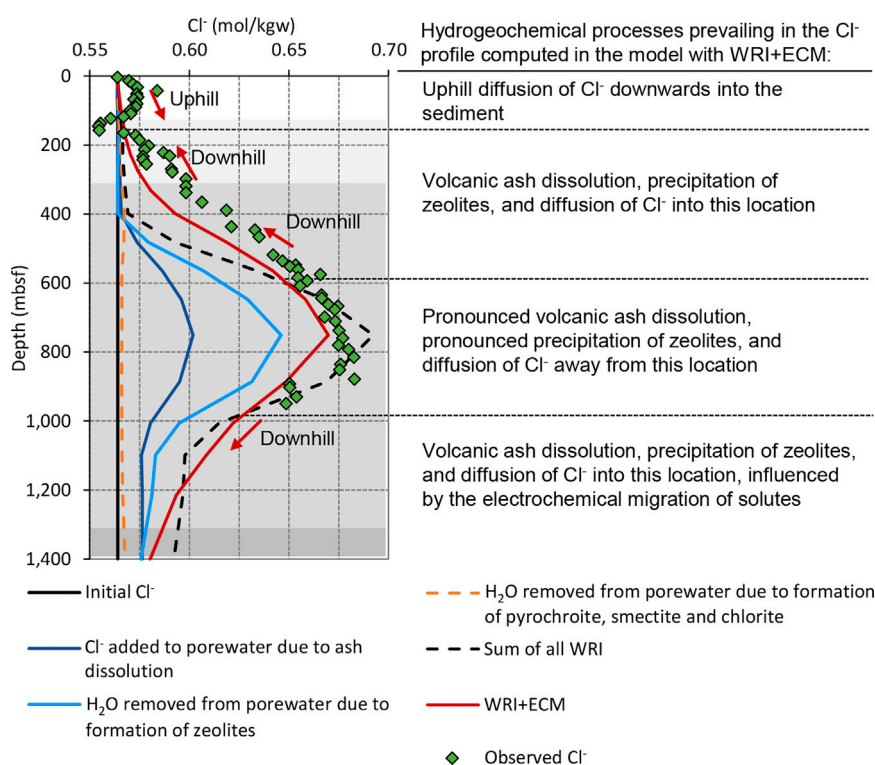 Cl⁻ (mol/kgw)
0.55 0.60 0.65 0.70
Hydrogeochemical processes prevailing in the Cl⁻
profile computed in the model with WRI+ECM:
Depth (mbsf)
0
200
400
600
800
1,000
1,200
1,400
Uphill
Downhill
Downhill
Downhill
Uphill diffusion of Cl⁻ downwards into the
sediment
Volcanic ash dissolution, precipitation of
zeolites, and diffusion of Cl⁻ into this location
Pronounced volcanic ash dissolution,
pronounced precipitation of zeolites, and
diffusion of Cl⁻ away from this location
Volcanic ash dissolution, precipitation of zeolites,
and diffusion of Cl⁻ into this location, influenced
by the electrochemical migration of solutes
Initial Cl⁻
Cl⁻ added to porewater due to ash
dissolution
H₂O removed from porewater due to
formation of zeolites
H₂O removed from porewater due to formation
of pyrochroite, smectite and chlorite
Sum of all WRI
WRI+ECM
Observed Cl⁻